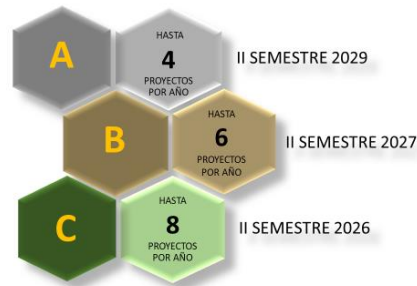 A
HASTA
4
PROYECTOS
POR AÑO
II SEMESTRE 2029
B
HASTA
6
PROYECTOS
POR AÑO
II SEMESTRE 2027
C
HASTA
8
PROYECTOS
POR AÑO
II SEMESTRE 2026